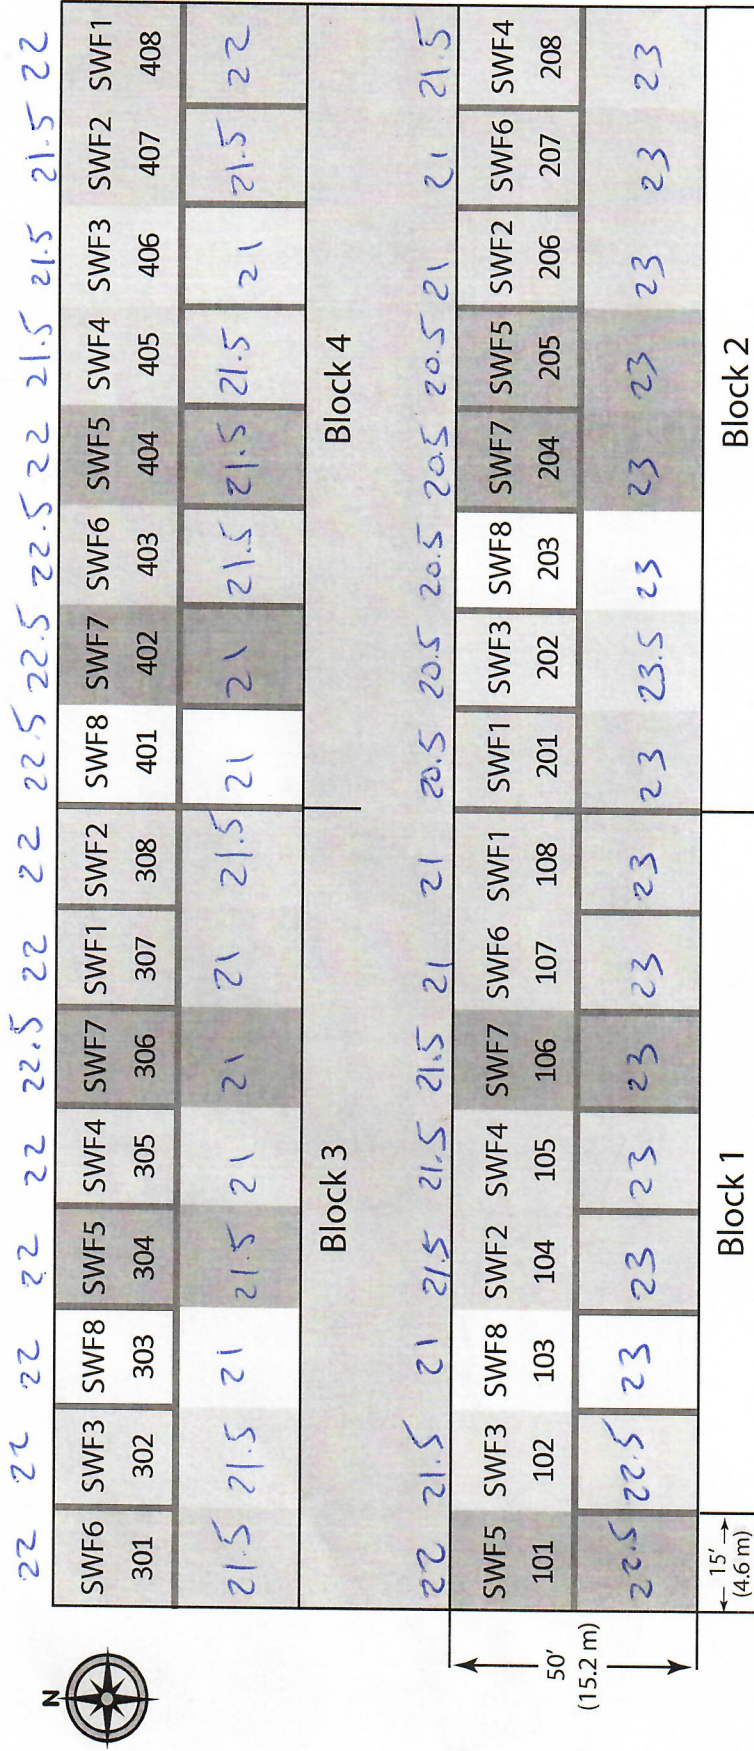 22 22 22 22 22 22.5 22 22 22.5 22.5 22.5 22 21.5 21.5 21.5 22
N
SWF6 SWF3 SWF8 SWF5 SWF4 SWF7 SWF1 SWF2 SWF8 SWF7 SWF6 SWF5 SWF4 SWF3 SWF2 SWF1
301 302 303 304 305 306 307 308 401 402 403 404 405 406 407 408
21.5 21.5 21 21.5 21 21 21 21.5 21 21 21.5 21.5 21.5 21 21.5 22
Block 3 Block 4
22 21.5 21 21.5 21.5 21.5 21 21 20.5 20.5 20.5 20.5 20.5 21 21 21.5
SWF5 SWF3 SWF8 SWF2 SWF4 SWF7 SWF6 SWF1 SWF1 SWF3 SWF8 SWF7 SWF5 SWF2 SWF6 SWF4
101 102 103 104 105 106 107 108 201 202 203 204 205 206 207 208
50'
(15.2 m)
22.5 22.5 23 23 23 23 23 23 23 23.5 23 23 23 23 23 23
15'
(4.6 m)
Block 1 Block 2